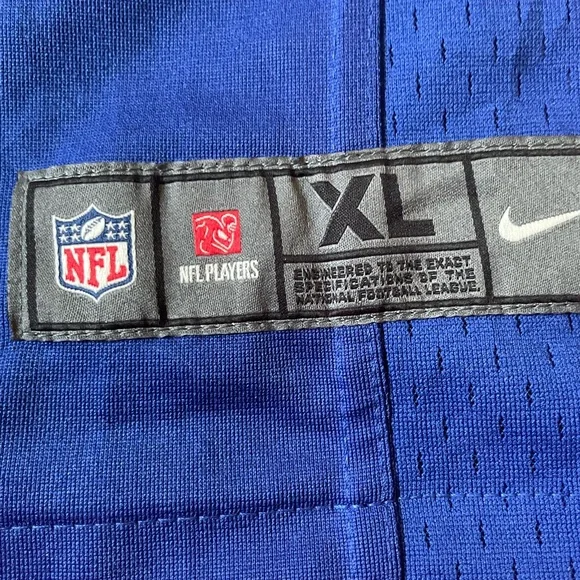 NFL
NFL PLAYERS
XL
ENGINEERED TO THE EXACT
SPECIFICATIONS OF THE
NATIONAL FOOTBALL LEAGUE.